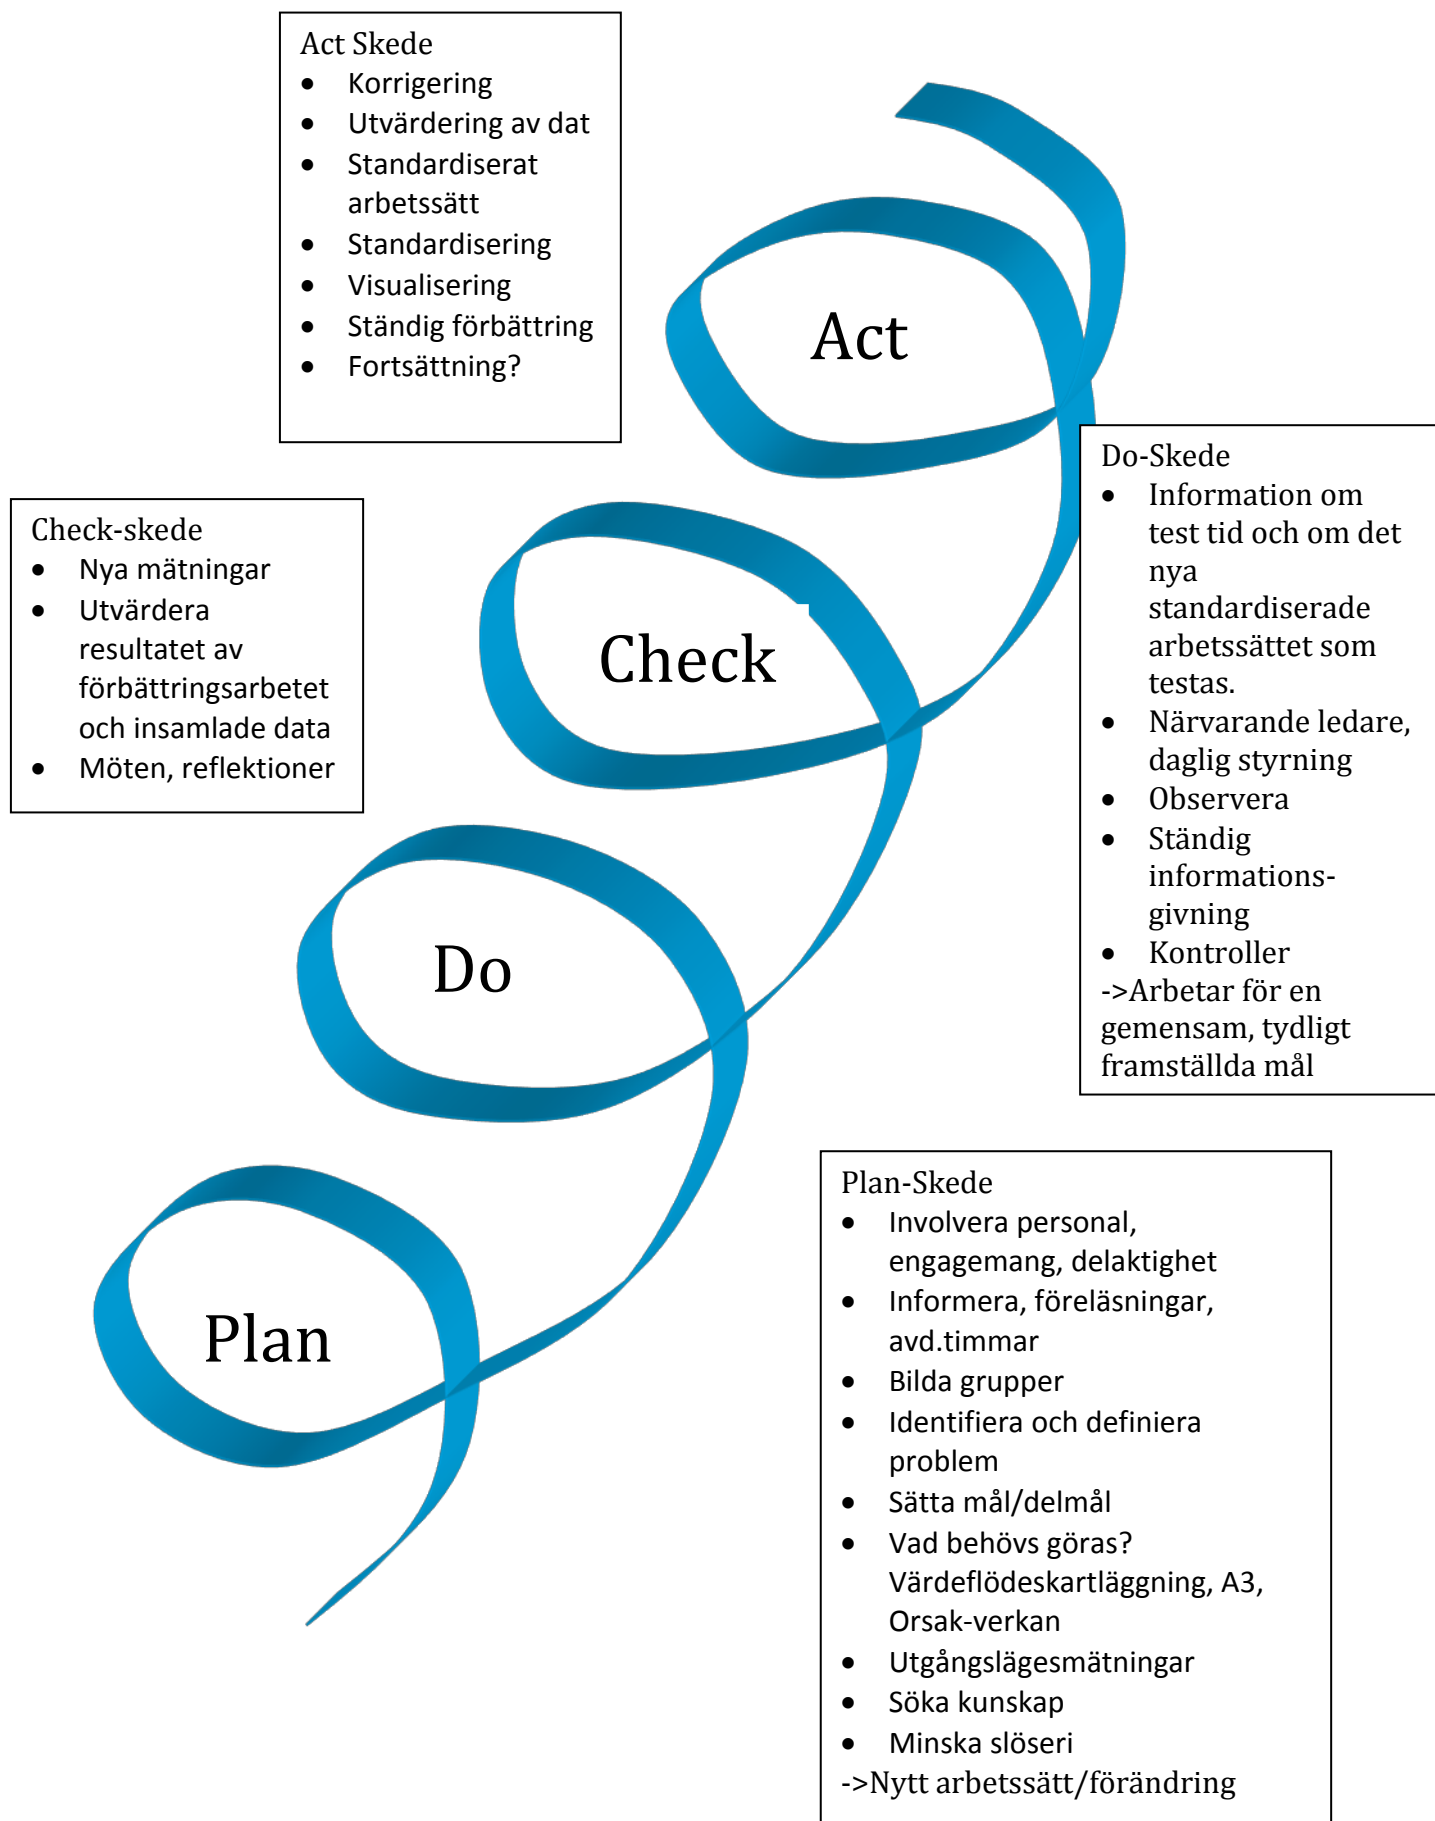 Act Skede
• Korrigering
• Utvärdering av dat
• Standardiserat
arbetssätt
• Standardisering
• Visualisering
• Ständig förbättring
• Fortsättning?
Act
Do-Skede
• Information om
test tid och om det
nya
standardiserade
arbetssättet som
testas.
• Närvarande ledare,
daglig styrning
• Observera
• Ständig
informations-
givning
• Kontroller
->Arbetar för en
gemensam, tydligt
framställda mål
Check-skede
• Nya mätningar
• Utvärdera
resultatet av
förbättringsarbetet
och insamlade data
• Möten, reflektioner
Check
Do
Plan
Plan-Skede
• Involvera personal,
engagemang, delaktighet
• Informera, föreläsningar,
avd.timmar
• Bilda grupper
• Identifiera och definiera
problem
• Sätta mål/delmål
• Vad behövs göras?
Värdeflödeskartläggning, A3,
Orsak-verkan
• Utgångslägesmätningar
• Söka kunskap
• Minska slöseri
->Nytt arbetssätt/förändring